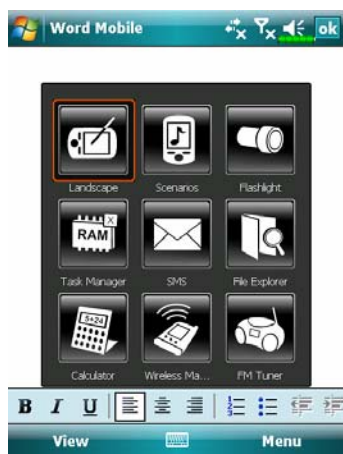 Word Mobile ok
Landscape Scenarios Flashlight
RAM
Task Manager SMS File Explorer
5+24
Calculator Wireless Ma... FM Tuner
B I U
View Menu